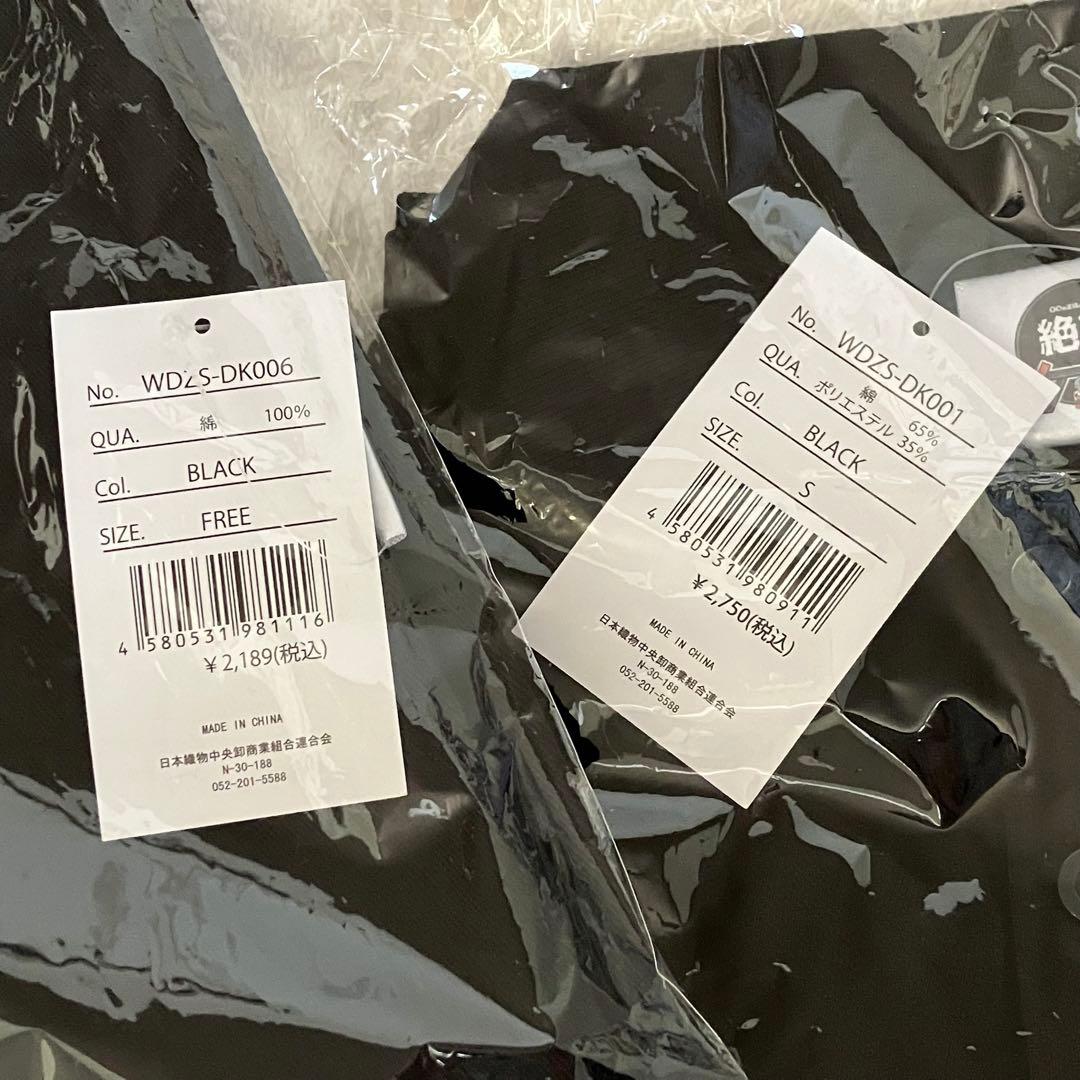 No. WDZS-DK006
QUA. 綿 100%
Col. BLACK
SIZE. FREE
4 580531 981116
￥2,189(税込)
MADE IN CHINA
日本織物中央卸商業組合連合会
N-30-188
052-201-5588
No. WDZS-DK001
QUA. 綿 65%
ポリエステル 35%
Col. BLACK
SIZE. S
4 580531 980911
￥2,750(税込)
MADE IN CHINA
日本織物中央卸商業組合連合会
N-30-188
052-201-5588
絶